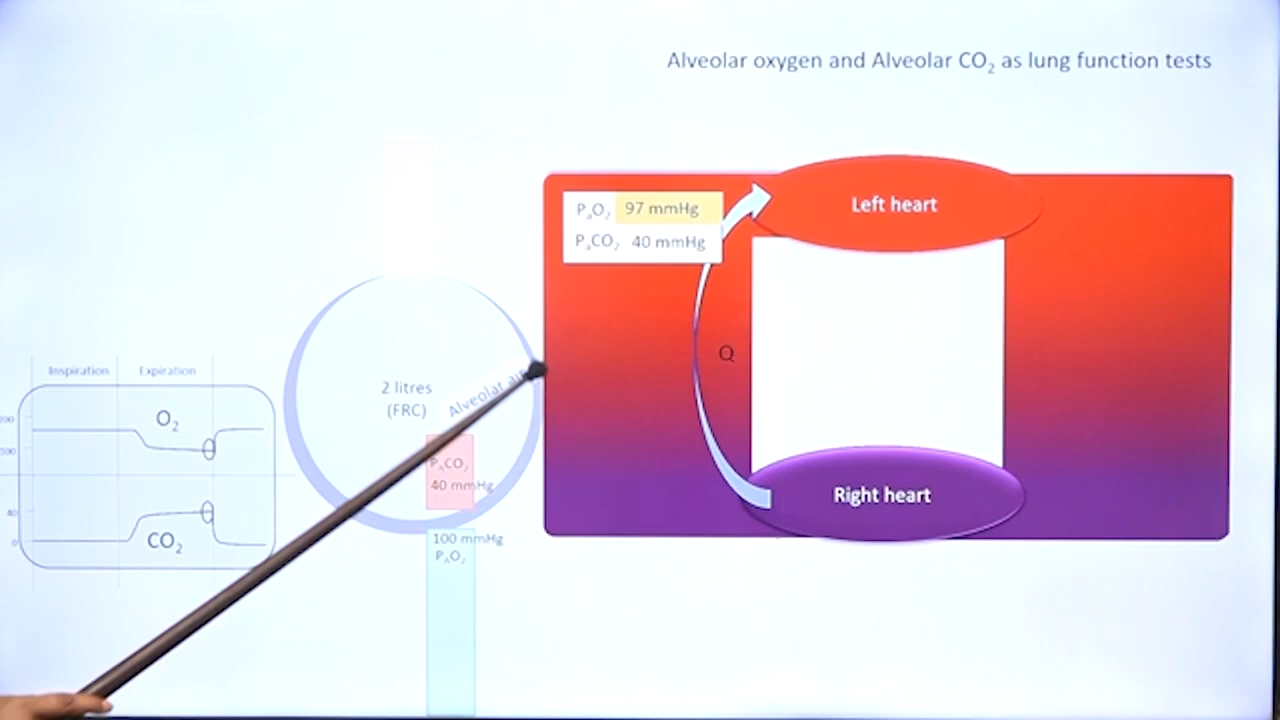 Alveolar oxygen and Alveolar CO₂ as lung function tests
PₐO₂ 97 mmHg
PₐCO₂ 40 mmHg
Left heart
Q
Right heart
2 litres
(FRC)
Alveolar air
PₐCO₂
40 mmHg
100 mmHg
PₐO₂
Inspiration Expiration
O₂
CO₂